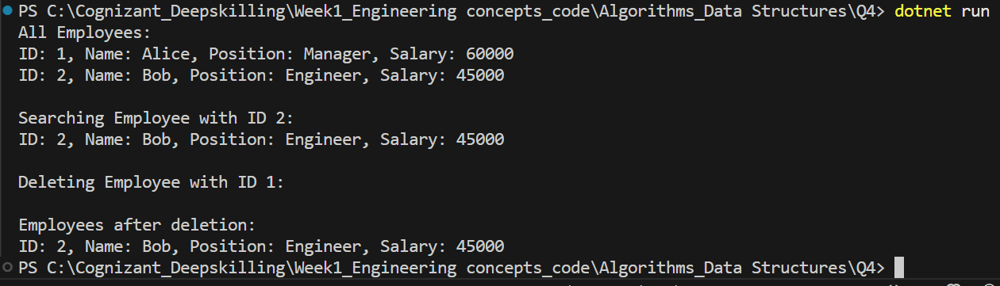 PS C:\Cognizant_Deepskilling\Week1_Engineering concepts_code\Algorithms_Data Structures\Q4> dotnet run
All Employees:
ID: 1, Name: Alice, Position: Manager, Salary: 60000
ID: 2, Name: Bob, Position: Engineer, Salary: 45000
Searching Employee with ID 2:
ID: 2, Name: Bob, Position: Engineer, Salary: 45000
Deleting Employee with ID 1:
Employees after deletion:
ID: 2, Name: Bob, Position: Engineer, Salary: 45000
PS C:\Cognizant_Deepskilling\Week1_Engineering concepts_code\Algorithms_Data Structures\Q4>